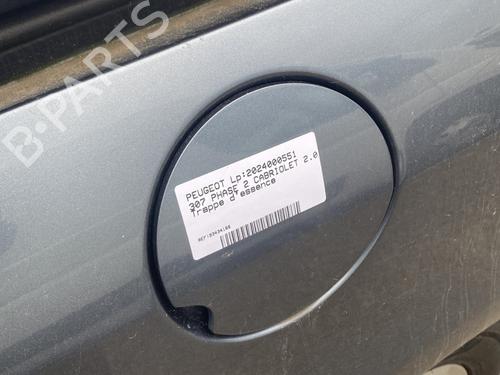 PEUGEOT Lp:2024000551
307 PHASE 2 CABRIOLET 2.0
Trappe d'essence
B-PARTS